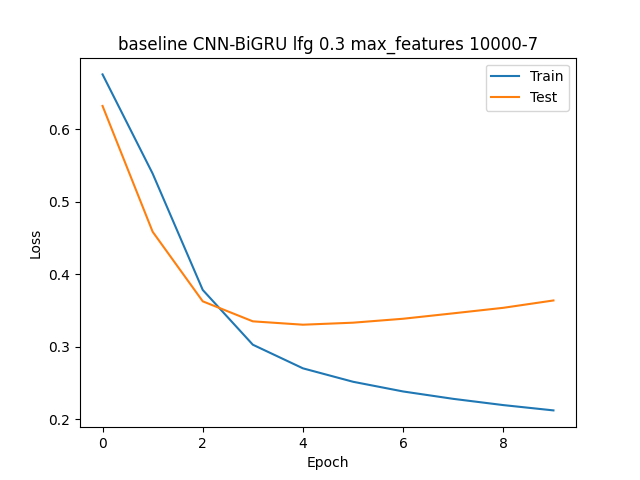 baseline CNN-BiGRU lfg 0.3 max_features 10000-7
Train
Test
Loss
0.6
0.5
0.4
0.3
0.2
0 2 4 6 8
Epoch